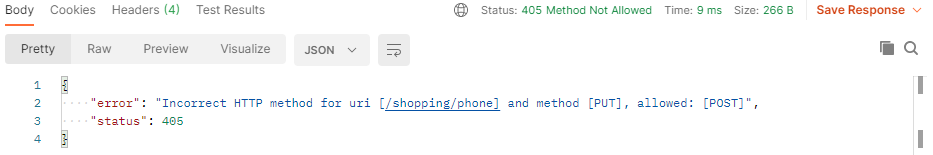 Body Cookies Headers (4) Test Results Status: 405 Method Not Allowed Time: 9 ms Size: 266 B Save Response
Pretty Raw Preview Visualize JSON
1 {
2 "error": "Incorrect HTTP method for uri [/shopping/phone] and method [PUT], allowed: [POST]",
3 "status": 405
4 }